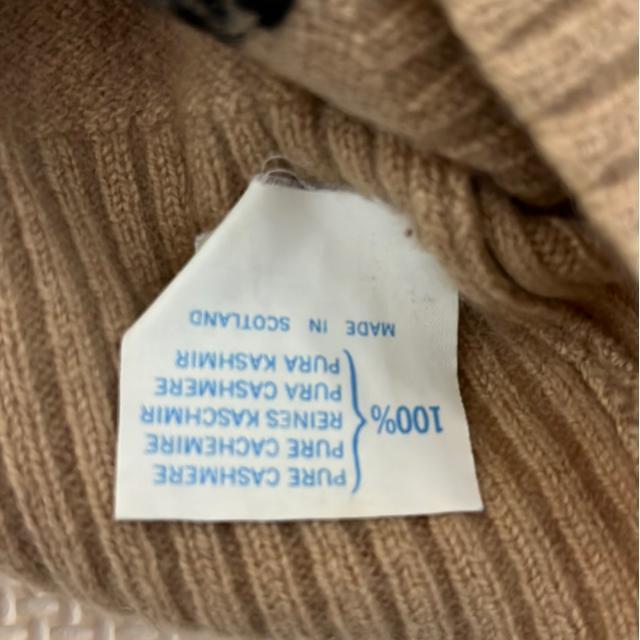 100%
PURE CASHMERE
PURE CACHEMIRE
REINES KASCHMIR
PURA CASHMERE
PURA KASHMIR
MADE IN SCOTLAND